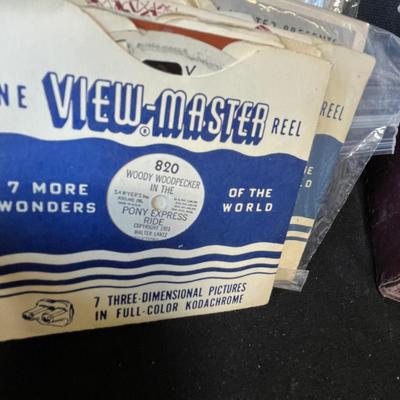 NE VIEW-MASTER® REEL
7 MORE WONDERS
OF THE WORLD
820
WOODY WOODPECKER
IN THE
SAWYER'S INC
PONY EXPRESS
RIDE
COPYRIGHT 1951
WALTER LANTZ
7 THREE-DIMENSIONAL PICTURES
IN FULL-COLOR KODACHROME